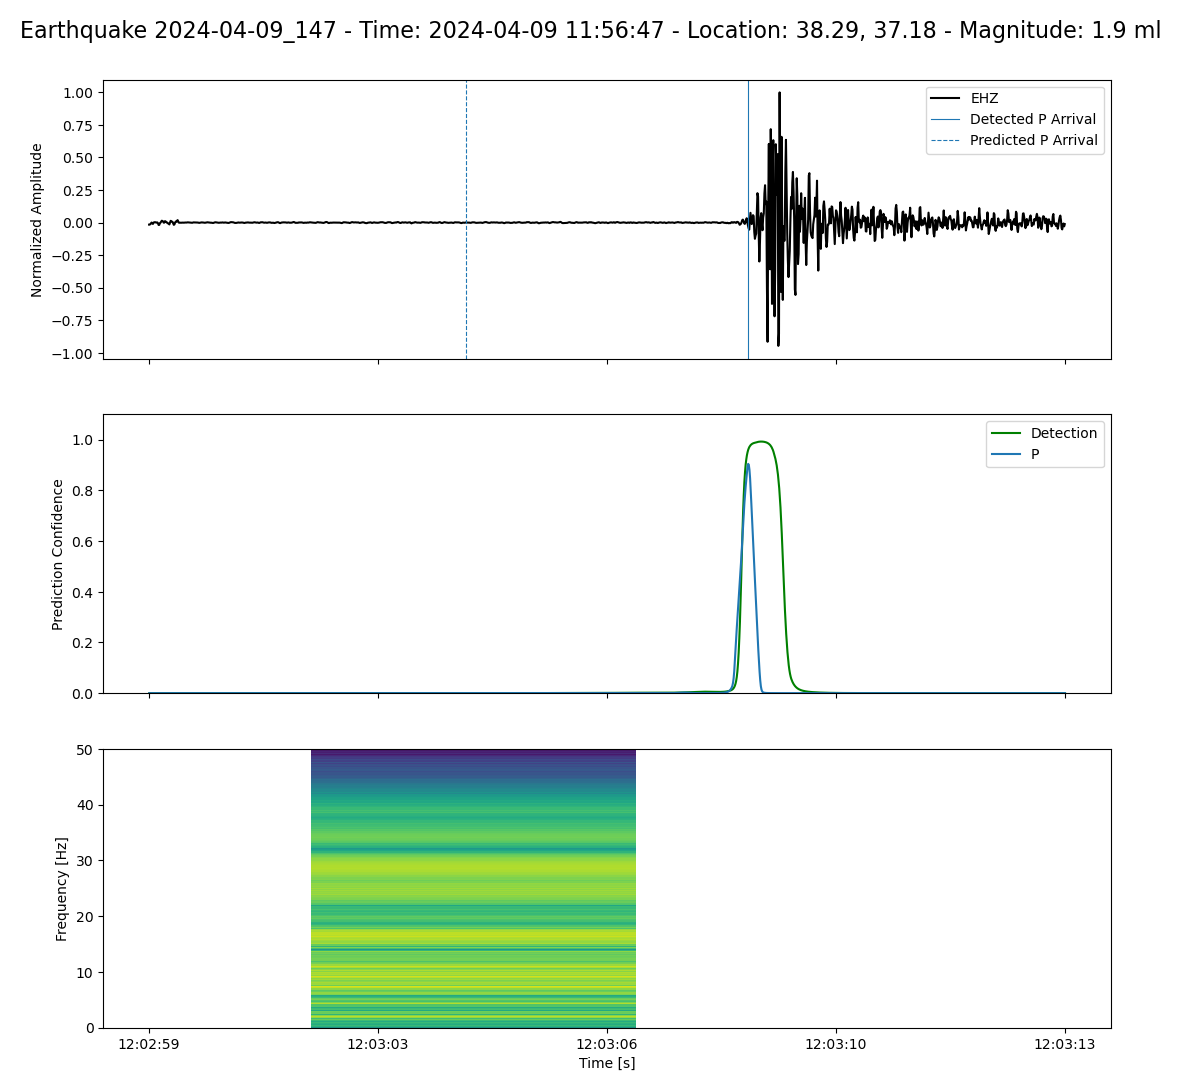 Earthquake 2024-04-09_147 - Time: 2024-04-09 11:56:47 - Location: 38.29, 37.18 - Magnitude: 1.9 ml
EHZ
Detected P Arrival
Predicted P Arrival
1.00
0.75
0.50
0.25
0.00
−0.25
−0.50
−0.75
−1.00
Normalized Amplitude
Detection
P
1.0
0.8
0.6
0.4
0.2
0.0
Prediction Confidence
50
40
30
20
10
0
Frequency [Hz]
12:02:59
12:03:03
12:03:06
12:03:10
12:03:13
Time [s]